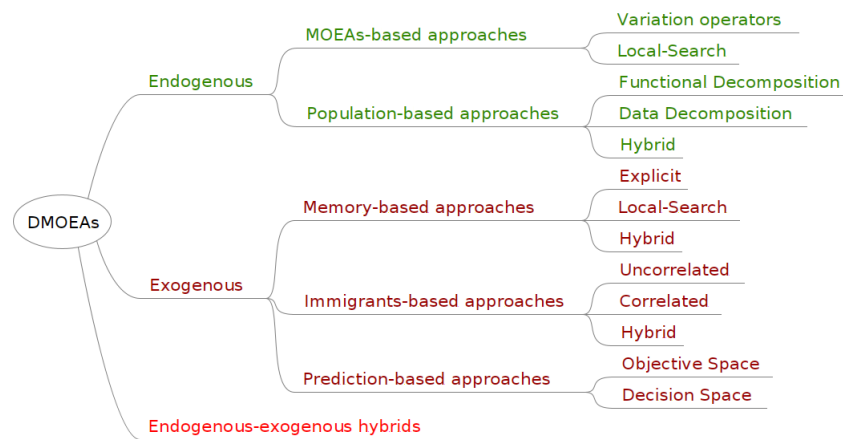 DMOEAs
Endogenous
MOEAs-based approaches
Variation operators
Local-Search
Population-based approaches
Functional Decomposition
Data Decomposition
Hybrid
Exogenous
Memory-based approaches
Explicit
Local-Search
Hybrid
Immigrants-based approaches
Uncorrelated
Correlated
Hybrid
Prediction-based approaches
Objective Space
Decision Space
Endogenous-exogenous hybrids